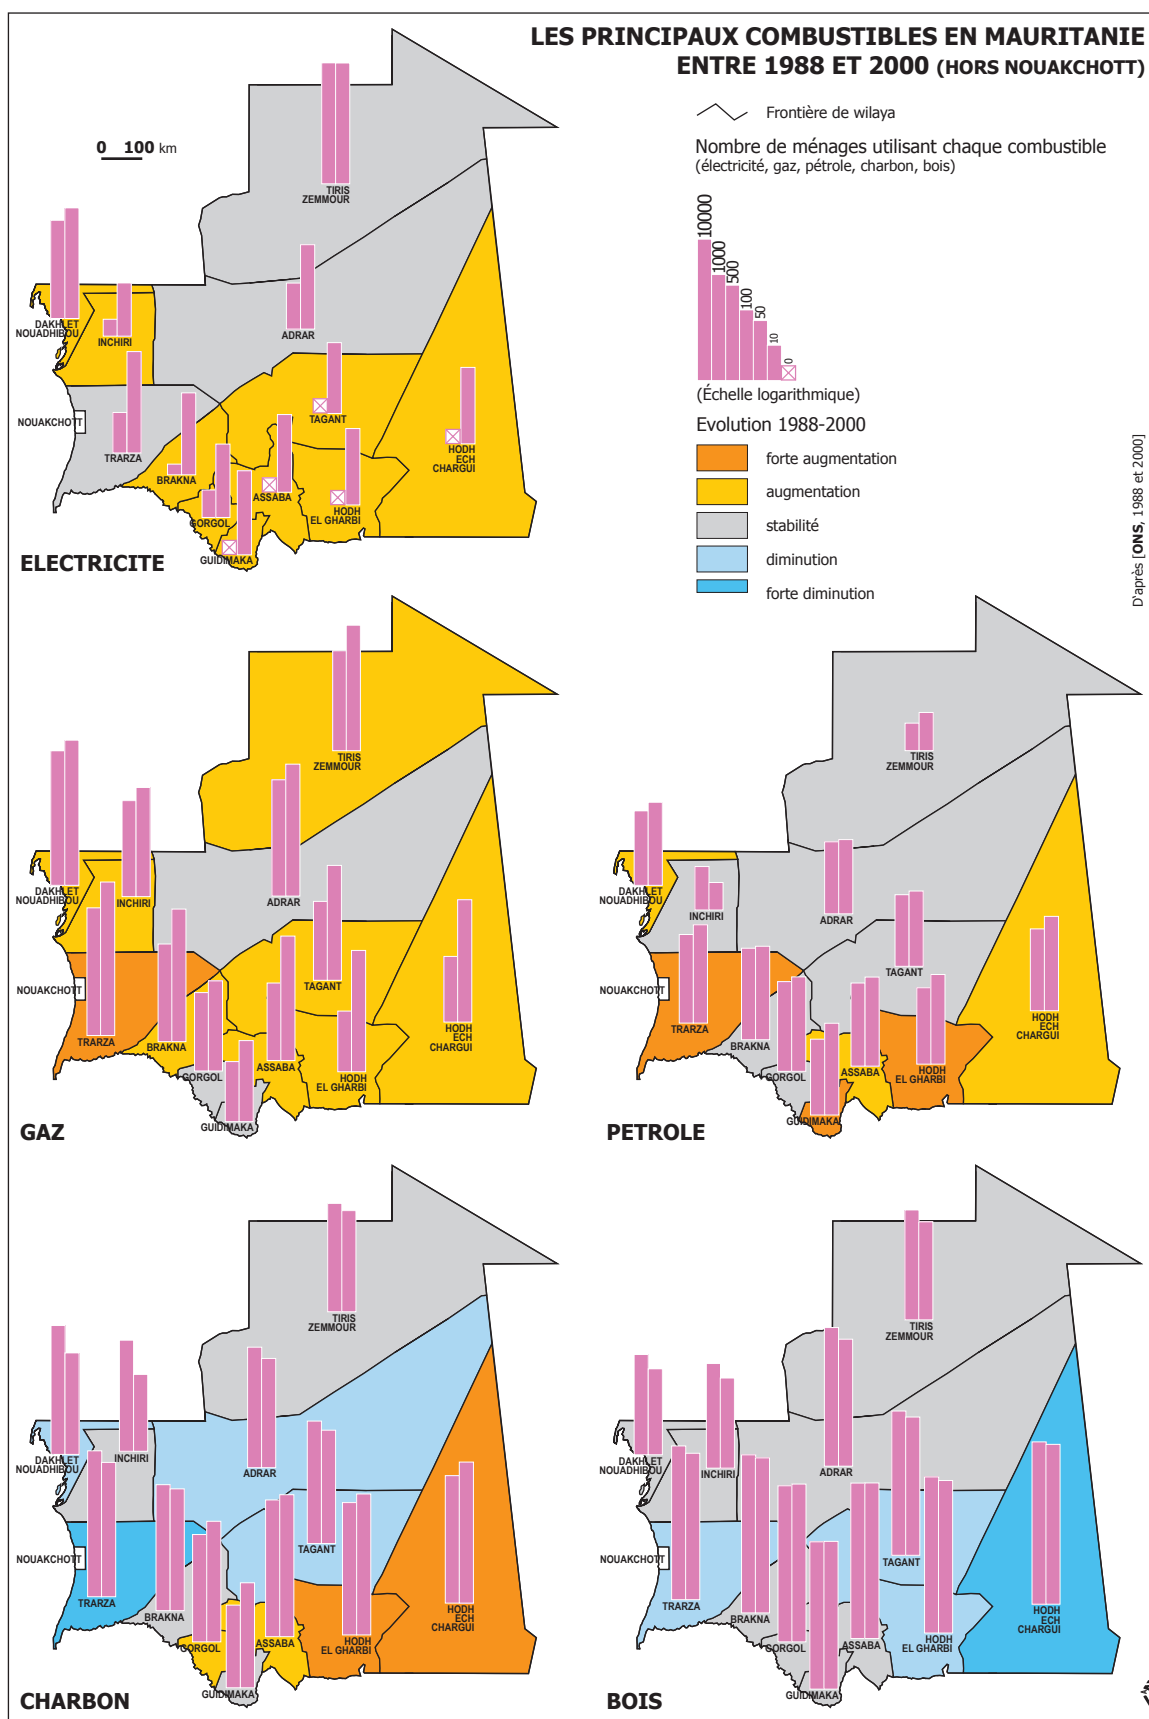 LES PRINCIPAUX COMBUSTIBLES EN MAURITANIE
ENTRE 1988 ET 2000 (HORS NOUAKCHOTT)
Frontière de wilaya
Nombre de ménages utilisant chaque combustible
(électricité, gaz, pétrole, charbon, bois)
10000
1000
500
100
50
10
0
(Échelle logarithmique)
Evolution 1988-2000
forte augmentation
augmentation
stabilité
diminution
forte diminution
D'après [ONS, 1988 et 2000]
0 100 km
TIRIS
ZEMMOUR
DAKHLET
NOUADHIBOU
INCHIRI
ADRAR
NOUAKCHOTT
TRARZA
TAGANT
BRAKNA
HODH
ECH
CHARGUI
ASSABA
HODH
EL GHARBI
GORGOL
GUIDIMAKA
ELECTRICITE
TIRIS
ZEMMOUR
DAKHLET
NOUADHIBOU
INCHIRI
ADRAR
NOUAKCHOTT
TAGANT
TRARZA
BRAKNA
HODH
ECH
CHARGUI
ASSABA
GORGOL
HODH
EL GHARBI
GUIDIMAKA
GAZ
TIRIS
ZEMMOUR
DAKHLET
NOUADHIBOU
INCHIRI
ADRAR
NOUAKCHOTT
TAGANT
TRARZA
BRAKNA
HODH
ECH
CHARGUI
ASSABA
GORGOL
HODH
EL GHARBI
GUIDIMAKA
PETROLE
TIRIS
ZEMMOUR
DAKHLET
NOUADHIBOU
INCHIRI
ADRAR
NOUAKCHOTT
TAGANT
TRARZA
BRAKNA
HODH
ECH
CHARGUI
GORGOL
ASSABA
HODH
EL GHARBI
GUIDIMAKA
CHARBON
TIRIS
ZEMMOUR
DAKHLET
NOUADHIBOU
INCHIRI
ADRAR
NOUAKCHOTT
TAGANT
TRARZA
BRAKNA
HODH
ECH
CHARGUI
GORGOL
ASSABA
HODH
EL GHARBI
GUIDIMAKA
BOIS